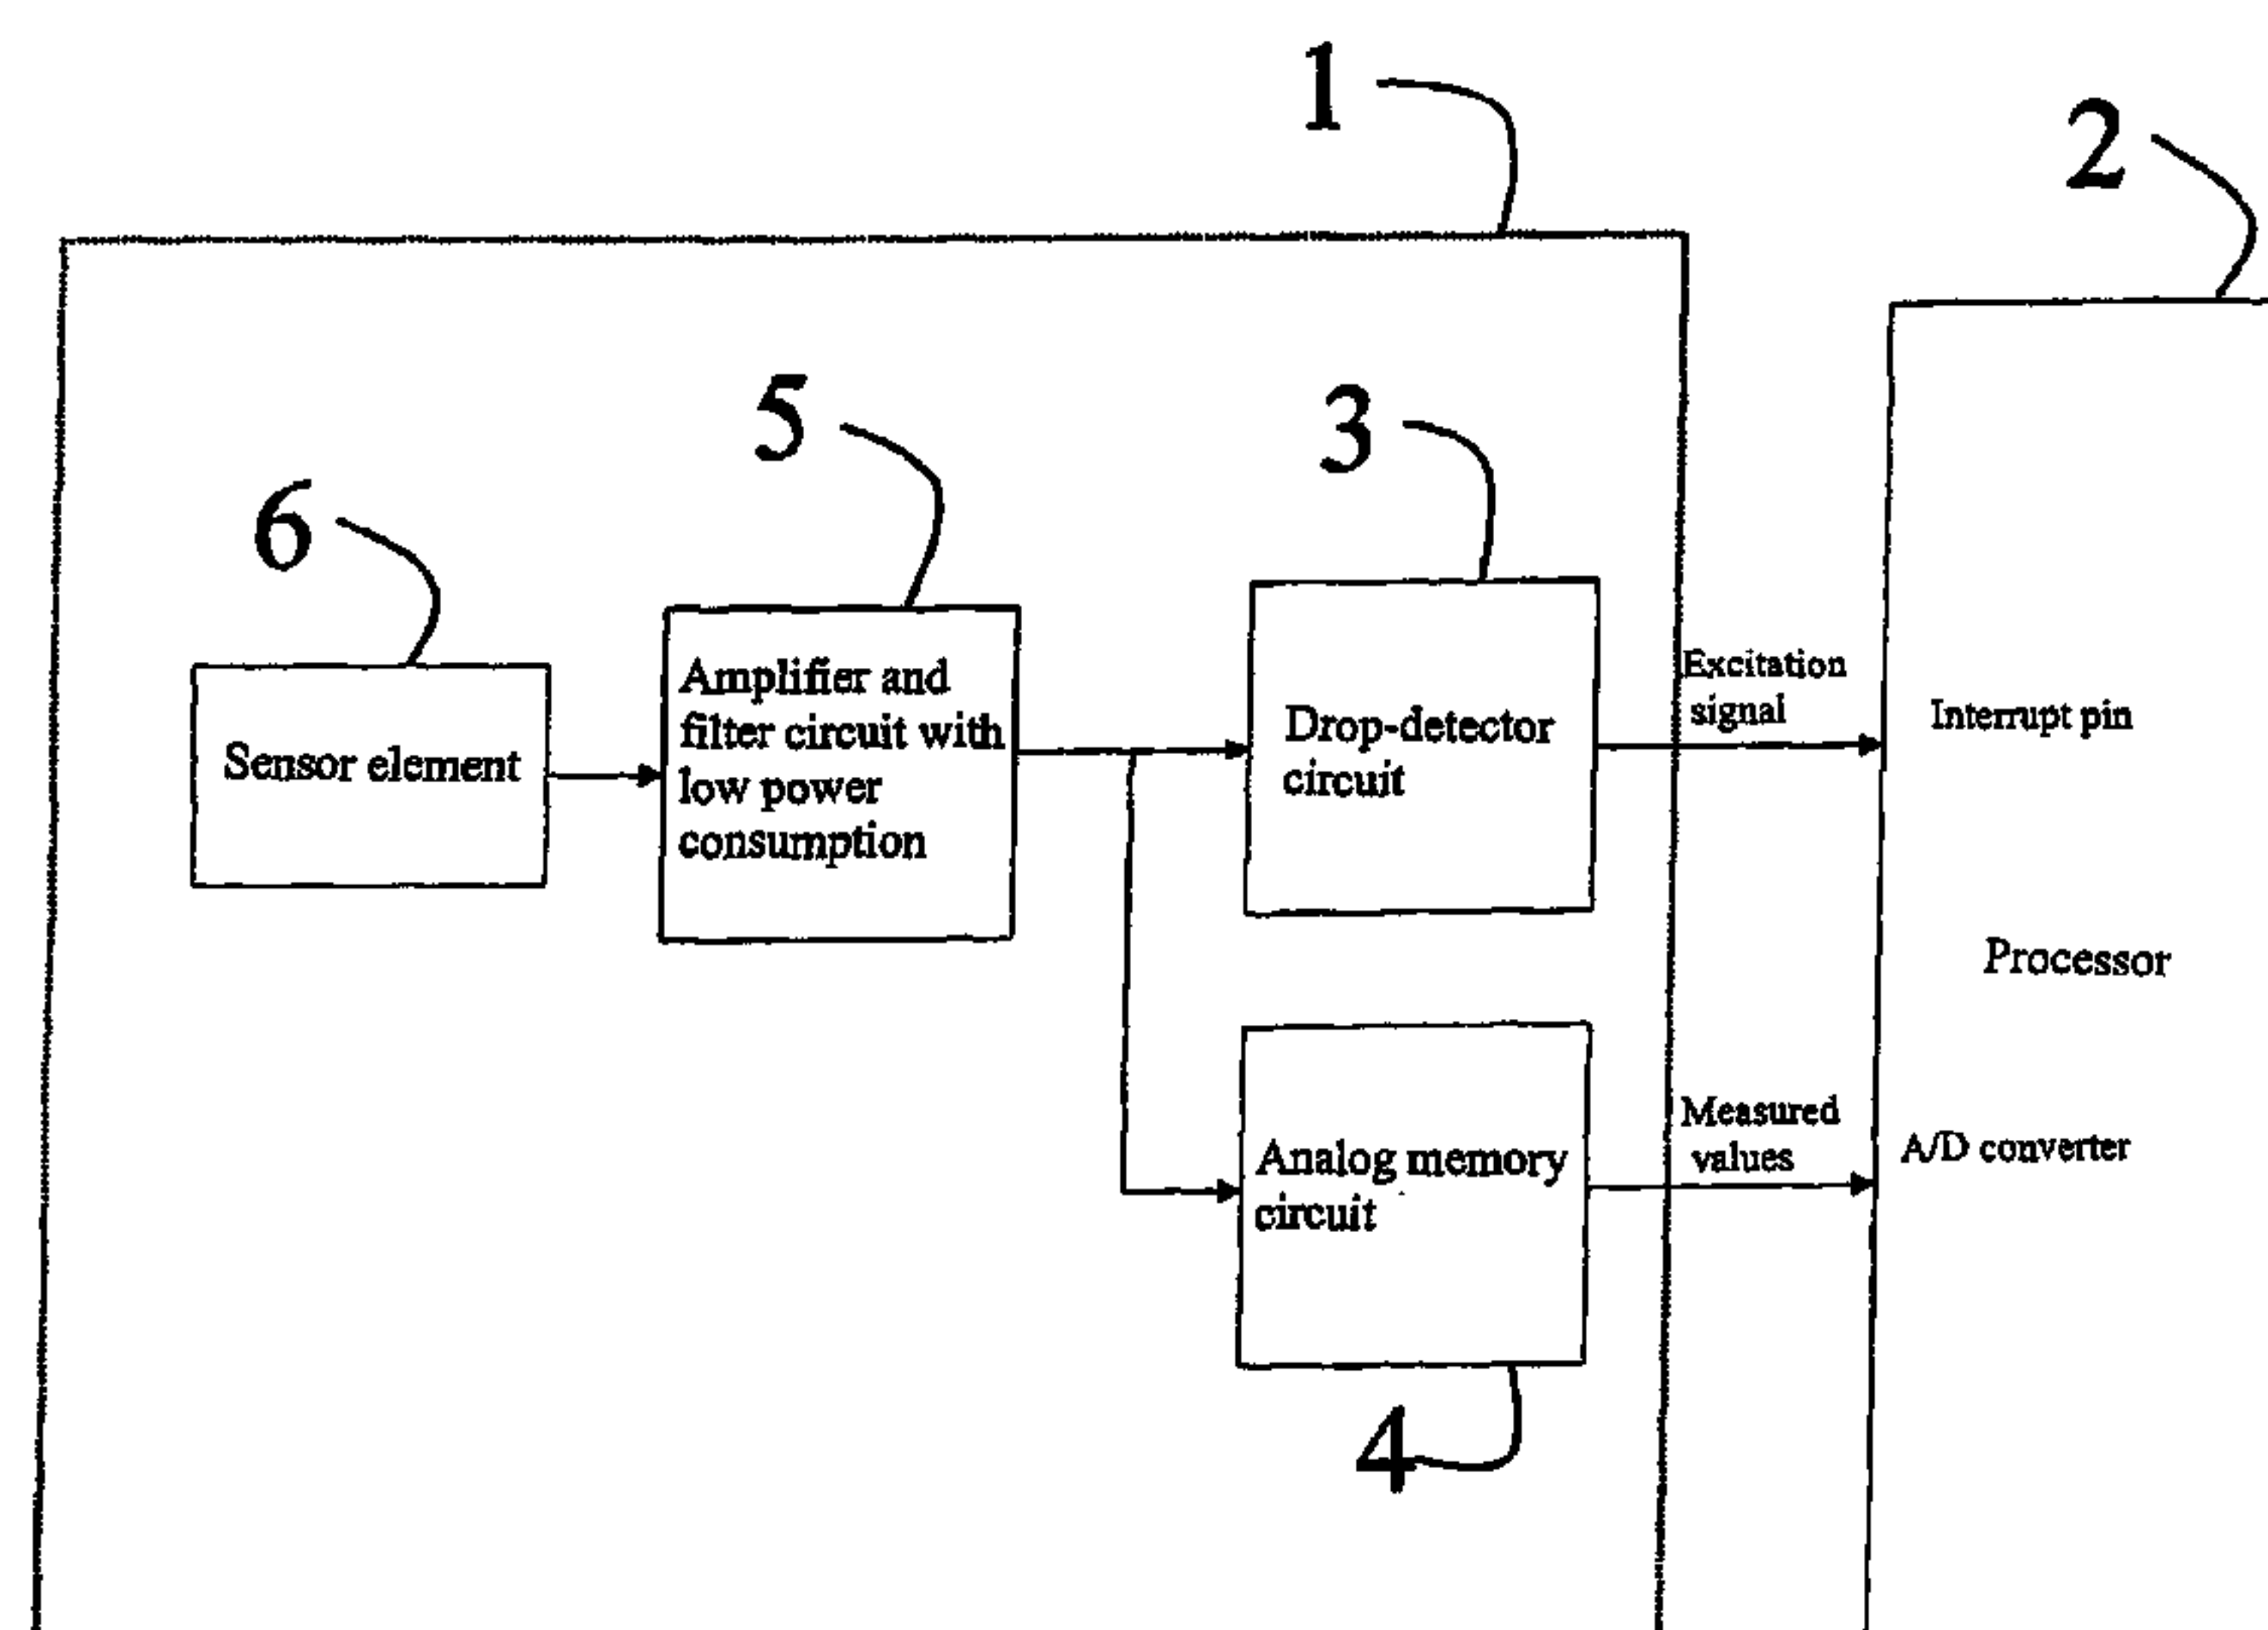 1
2
5
3
6
Amplifier and
filter circuit with
low power
consumption
Sensor element
Drop-detector
circuit
Excitation
signal
Interrupt pin
Processor
Measured
values
A/D converter
Analog memory
circuit
4